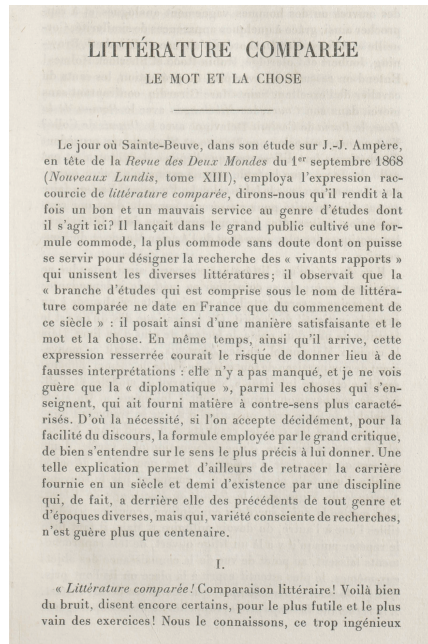 LITTÉRATURE COMPARÉE
LE MOT ET LA CHOSE
Le jour où Sainte-Beuve, dans son étude sur J.-J. Ampère,
en tête de la Revue des Deux Mondes du 1er septembre 1868
(Nouveaux Lundis, tome XIII), employa l'expression rac-
courcie de littérature comparée, dirons-nous qu'il rendit à la
fois un bon et un mauvais service au genre d'études dont
il s'agit ici? Il lançait dans le grand public cultivé une for-
mule commode, la plus commode sans doute dont on puisse
se servir pour désigner la recherche des « vivants rapports »
qui unissent les diverses littératures; il observait que la
« branche d'études qui est comprise sous le nom de littéra-
ture comparée ne date en France que du commencement de
ce siècle » : il posait ainsi d'une manière satisfaisante et le
mot et la chose. En même temps, ainsi qu'il arrive, cette
expression resserrée courait le risque de donner lieu à de
fausses interprétations : elle n'y a pas manqué, et je ne vois
guère que la « diplomatique », parmi les choses qui s'en-
seignent, qui ait fourni matière à contre-sens plus caracté-
risés. D'où la nécessité, si l'on accepte décidément, pour la
facilité du discours, la formule employée par le grand critique,
de bien s'entendre sur le sens le plus précis à lui donner. Une
telle explication permet d'ailleurs de retracer la carrière
fournie en un siècle et demi d'existence par une discipline
qui, de fait, a derrière elle des précédents de tout genre et
d'époques diverses, mais qui, variété consciente de recherches,
n'est guère plus que centenaire.
I.
« Littérature comparée! Comparaison littéraire! Voilà bien
du bruit, disent encore certains, pour le plus futile et le plus
vain des exercices! Nous le connaissons, ce trop ingénieux